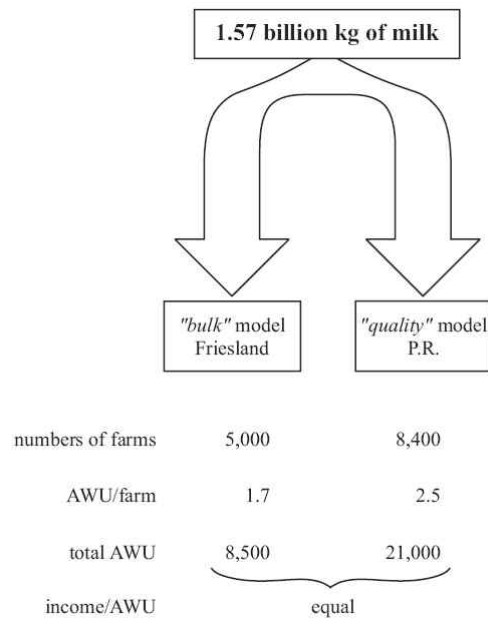 1.57 billion kg of milk
"bulk" model "quality" model
Friesland P.R.
numbers of farms 5,000 8,400
AWU/farm 1.7 2.5
total AWU 8,500 21,000
income/AWU equal